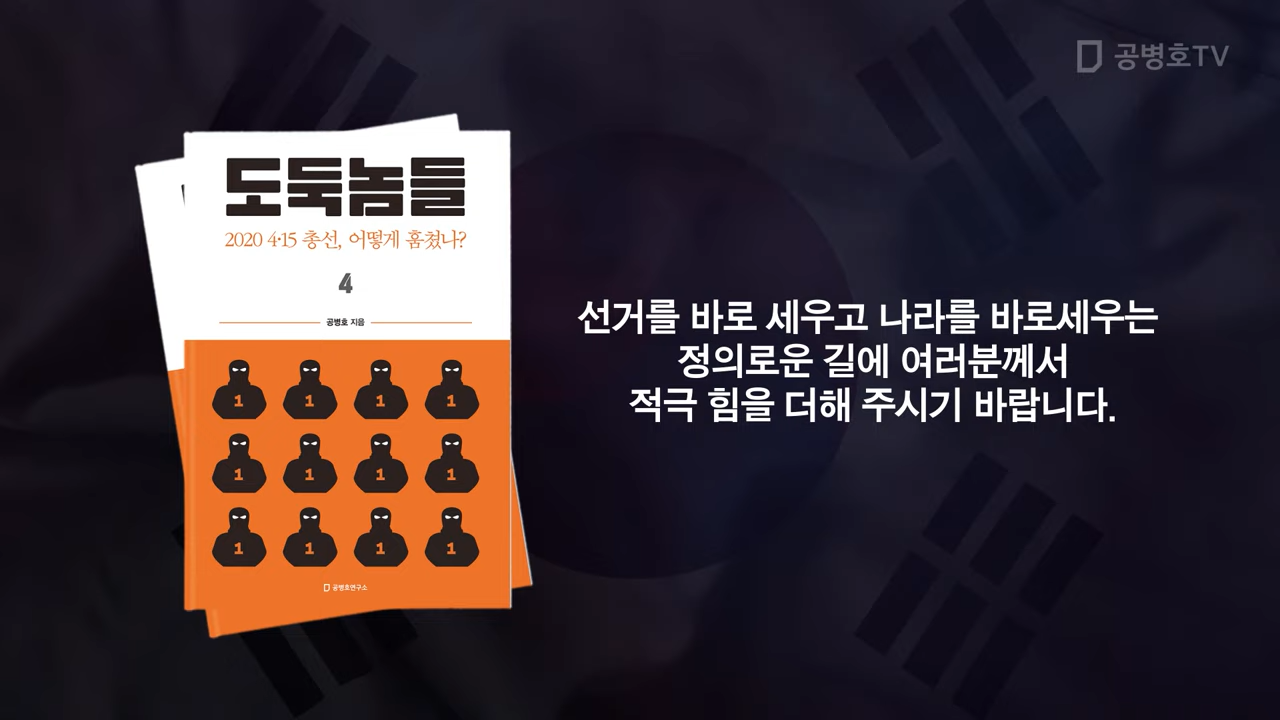 공병호TV
도둑놈들
2020 4·15 총선, 어떻게 훔쳤나?
4
공병호 지음
1 1 1 1
1 1 1 1
1 1 1 1
공병호연구소
선거를 바로 세우고 나라를 바로세우는
정의로운 길에 여러분께서
적극 힘을 더해 주시기 바랍니다.